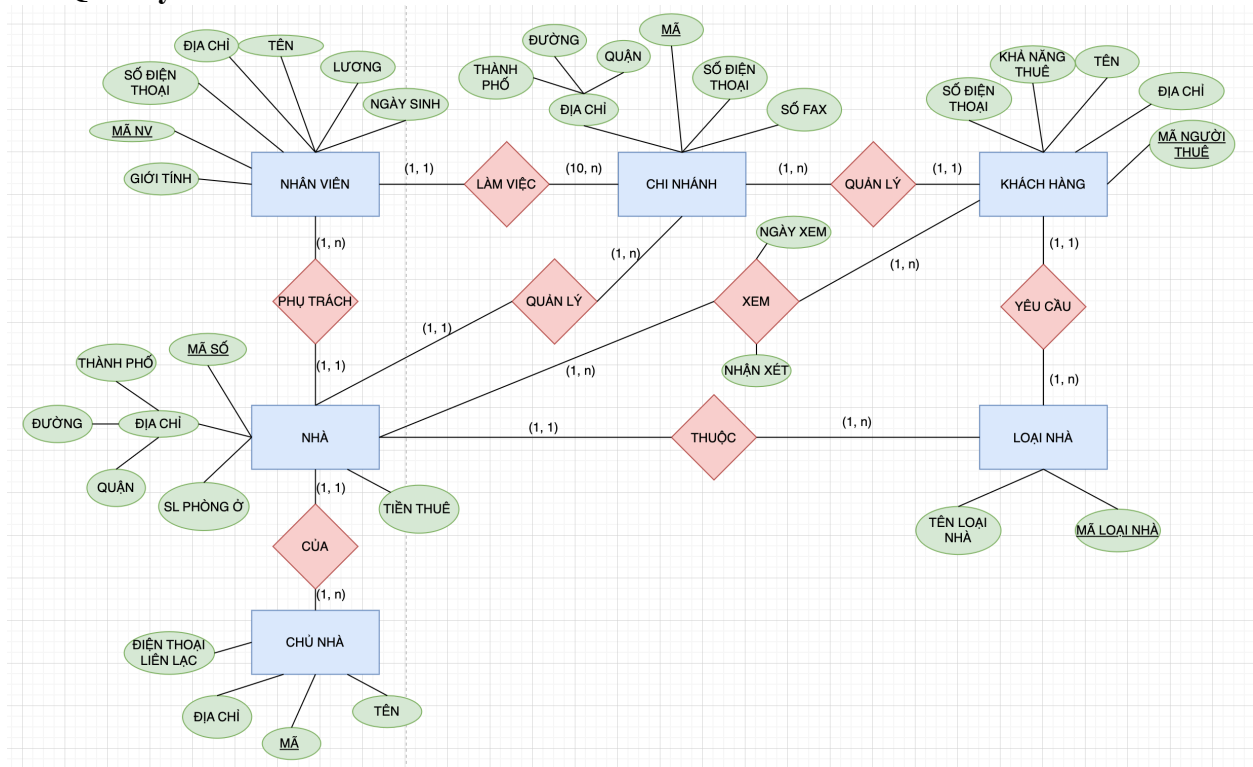 ĐỊA CHỈ
TÊN
LƯƠNG
SỐ ĐIỆN
THOẠI
NGÀY SINH
MÃ NV
GIỚI TÍNH
NHÂN VIÊN
(1, 1)
LÀM VIỆC
(10, n)
ĐƯỜNG
MÃ
QUẬN
THÀNH
PHỐ
SỐ ĐIỆN
THOẠI
ĐỊA CHỈ
SỐ FAX
CHI NHÁNH
(1, n)
QUẢN LÝ
(1, 1)
KHẢ NĂNG
THUÊ
TÊN
SỐ ĐIỆN
THOẠI
ĐỊA CHỈ
MÃ NGƯỜI
THUÊ
KHÁCH HÀNG
(1, n)
PHỤ TRÁCH
(1, 1)
(1, n)
QUẢN LÝ
(1, 1)
NGÀY XEM
(1, n)
XEM
NHẬN XÉT
(1, n)
(1, 1)
YÊU CẦU
(1, n)
THÀNH PHỐ
MÃ SỐ
ĐƯỜNG
ĐỊA CHỈ
QUẬN
SL PHÒNG Ở
NHÀ
TIỀN THUÊ
(1, 1)
THUỘC
(1, n)
LOẠI NHÀ
TÊN LOẠI
NHÀ
MÃ LOẠI NHÀ
(1, 1)
CỦA
(1, n)
CHỦ NHÀ
ĐIỆN THOẠI
LIÊN LẠC
ĐỊA CHỈ
MÃ
TÊN